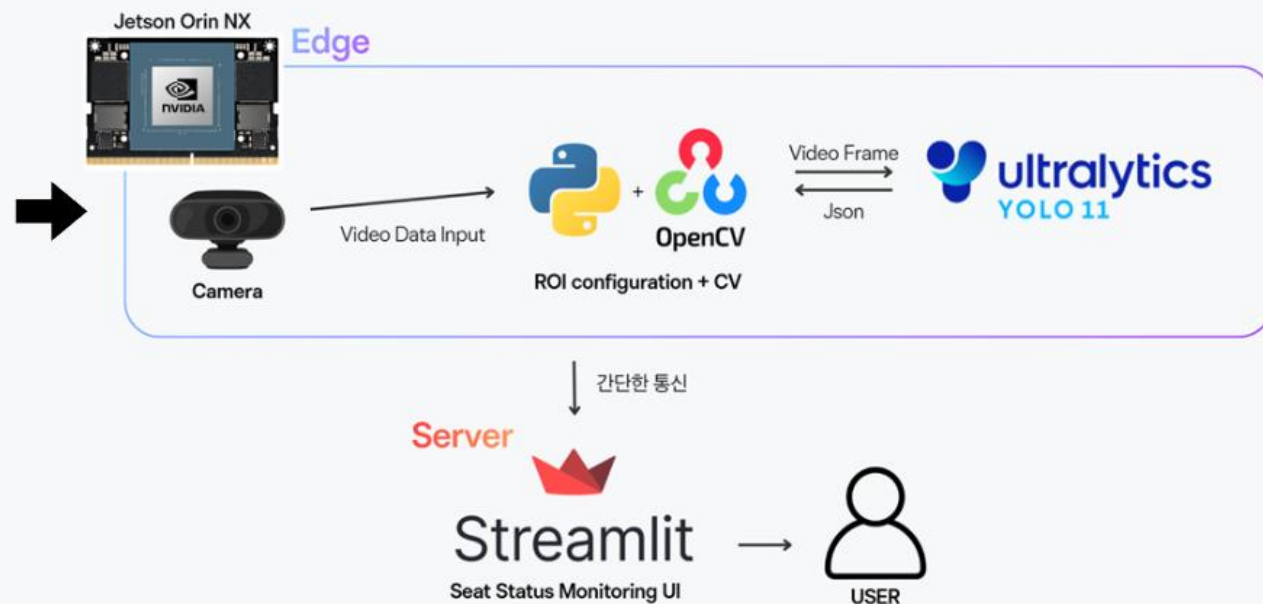 Jetson Orin NX
Edge
NVIDIA
Video Data Input
Camera
+
OpenCV
ROI configuration + CV
Video Frame
Json
ultralytics
YOLO 11
간단한 통신
Server
Streamlit
Seat Status Monitoring UI
USER